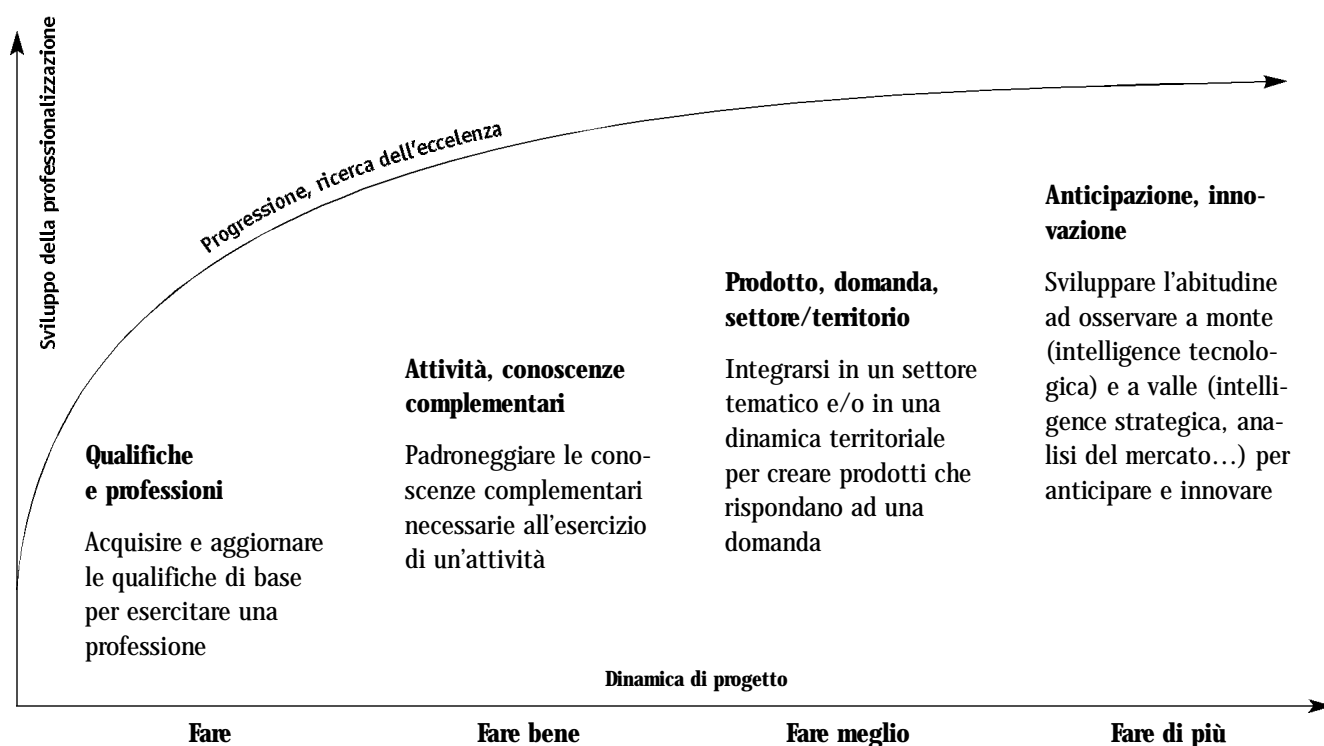 Sviluppo della professionalizzazione
Progressione, ricerca dell'eccelenza
Qualifiche
e professioni
Acquisire e aggiornare
le qualifiche di base
per esercitare una
professione
Attività, conoscenze
complementari
Padroneggiare le cono-
scenze complementari
necessarie all'esercizio
di un'attività
Prodotto, domanda,
settore/territorio
Integrarsi in un settore
tematico e/o in una
dinamica territoriale
per creare prodotti che
rispondano ad una
domanda
Anticipazione, inno-
vazione
Sviluppare l'abitudine
ad osservare a monte
(intelligence tecnolo-
gica) e a valle (intelli-
gence strategica, ana-
lisi del mercato…) per
anticipare e innovare
Dinamica di progetto
Fare
Fare bene
Fare meglio
Fare di più